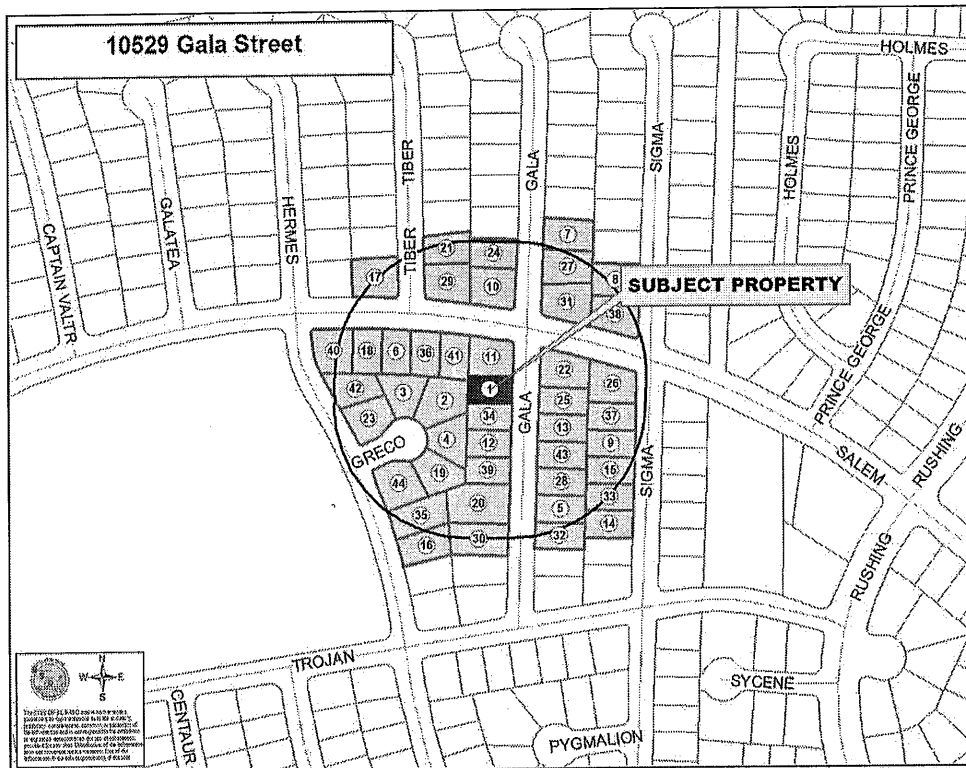 10529 Gala Street
HOLMES
PRINCE GEORGE
SIGMA
TIBER
GALA
HOLMES
GALATEA
HERMES
CAPTAIN VALTR
TIBER
7
21
24
27
8
17
29
10
31
38
SUBJECT PROPERTY
PRINCE GEORGE
40
18
6
36
41
11
22
26
42
3
2
1
25
37
23
34
GALA
13
9
GRECO
4
12
43
15
SALEM
RUSHING
44
19
39
28
33
SIGMA
35
20
5
14
16
30
32
RUSHING
TROJAN
N
W
E
S
SYCENE
CENTAUR
PYGMALION